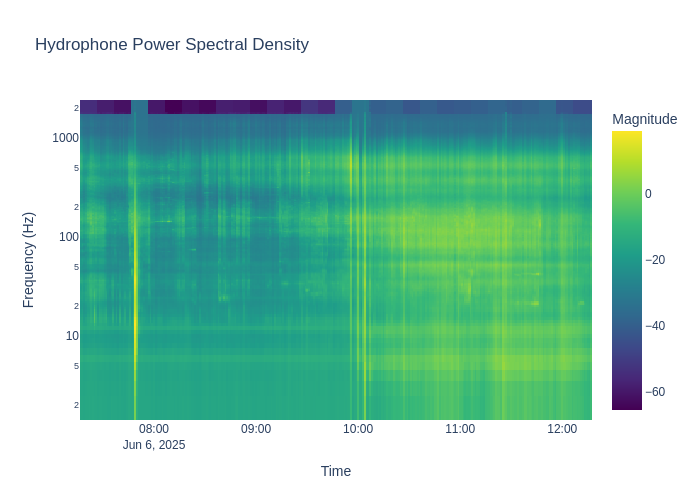 Hydrophone Power Spectral Density
Magnitude
0
−20
−40
−60
2
1000
5
2
100
5
2
10
5
2
Frequency (Hz)
08:00 09:00 10:00 11:00 12:00
Jun 6, 2025
Time